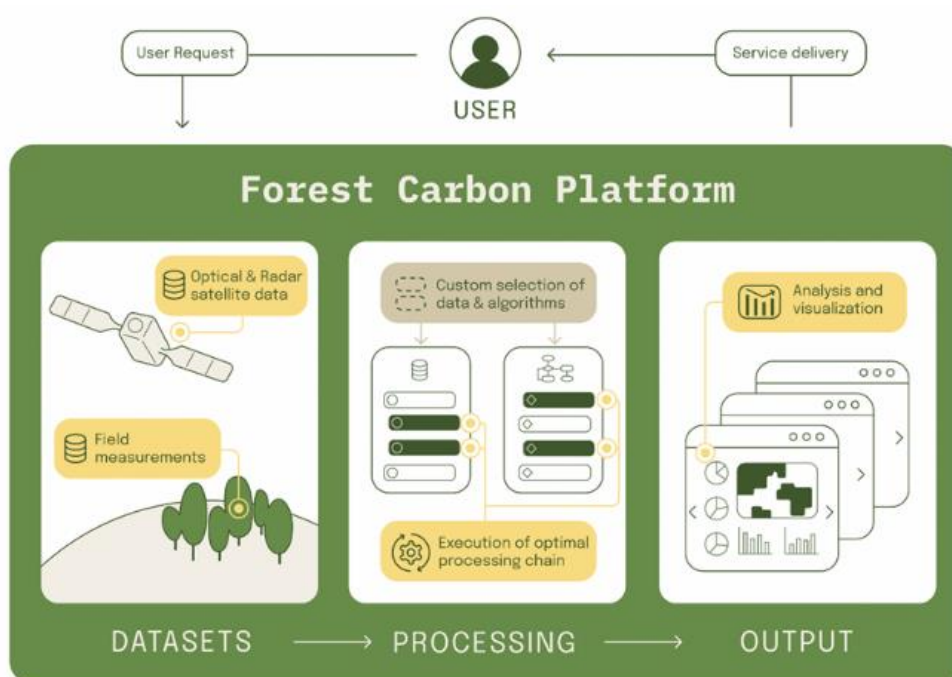 User Request
Service delivery
USER
Forest Carbon Platform
Optical & Radar
satellite data
Field
measurements
Custom selection of
data & algorithms
Execution of optimal
processing chain
Analysis and
visualization
DATASETS
PROCESSING
OUTPUT